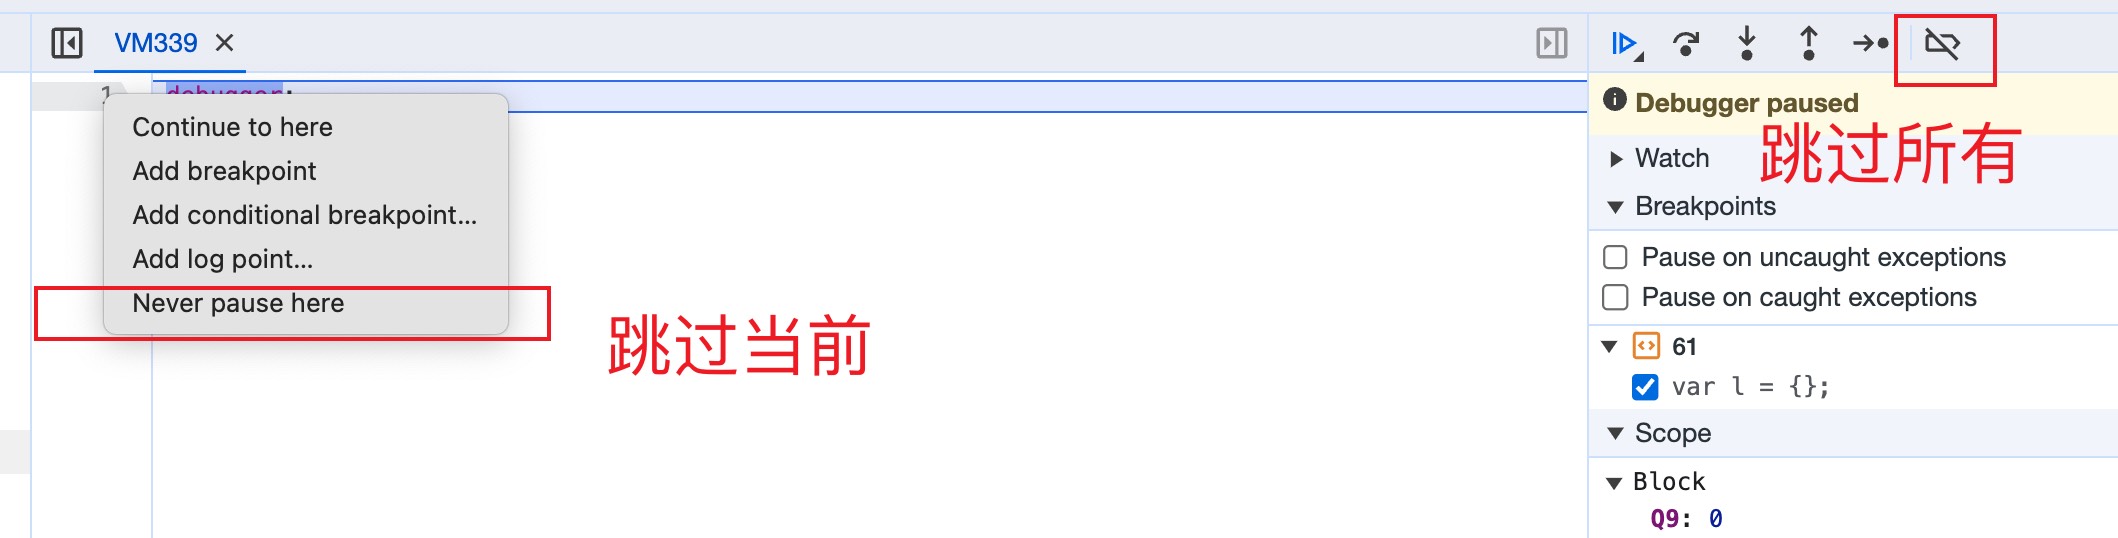 VM339
1 debugger;
Continue to here
Add breakpoint
Add conditional breakpoint...
Add log point...
Never pause here
跳过当前
Debugger paused
跳过所有
Watch
Breakpoints
Pause on uncaught exceptions
Pause on caught exceptions
61
var l = {};
Scope
Block
Q9: 0